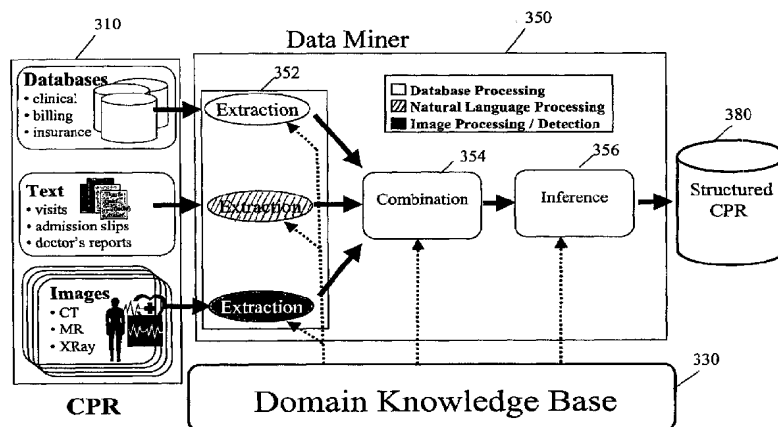 310
Data Miner
350
Databases
• clinical
• billing
• insurance
352
Extraction
Database Processing
Natural Language Processing
Image Processing / Detection
380
Text
• visits
• admission slips
• doctor's reports
Extraction
354
Combination
356
Inference
Structured
CPR
Images
• CT
• MR
• XRay
Extraction
CPR
Domain Knowledge Base
330